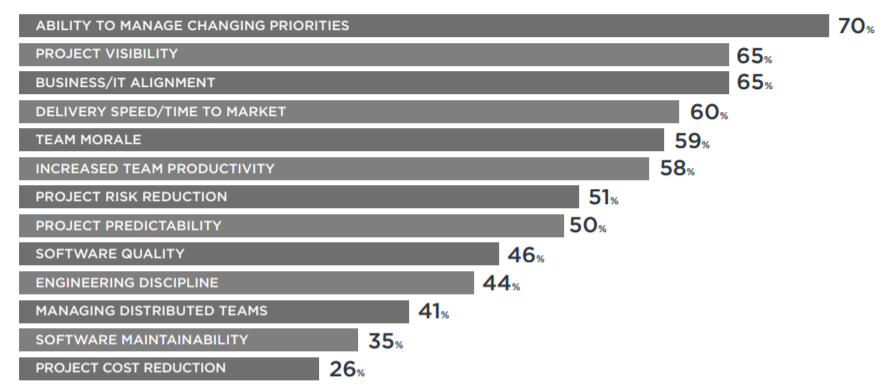 ABILITY TO MANAGE CHANGING PRIORITIES 70%
PROJECT VISIBILITY 65%
BUSINESS/IT ALIGNMENT 65%
DELIVERY SPEED/TIME TO MARKET 60%
TEAM MORALE 59%
INCREASED TEAM PRODUCTIVITY 58%
PROJECT RISK REDUCTION 51%
PROJECT PREDICTABILITY 50%
SOFTWARE QUALITY 46%
ENGINEERING DISCIPLINE 44%
MANAGING DISTRIBUTED TEAMS 41%
SOFTWARE MAINTAINABILITY 35%
PROJECT COST REDUCTION 26%